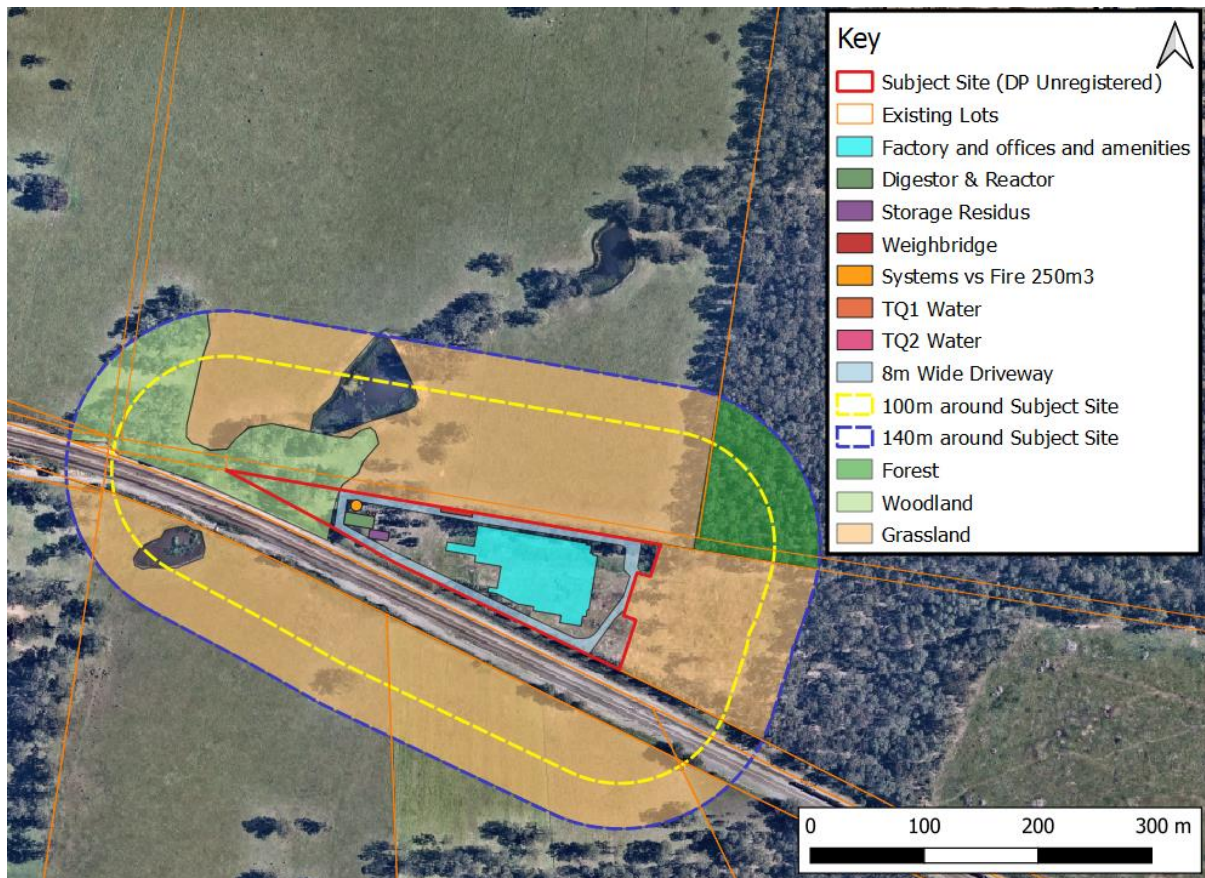 Key
Subject Site (DP Unregistered)
Existing Lots
Factory and offices and amenities
Digestor & Reactor
Storage Residus
Weighbridge
Systems vs Fire 250m3
TQ1 Water
TQ2 Water
8m Wide Driveway
100m around Subject Site
140m around Subject Site
Forest
Woodland
Grassland
0 100 200 300 m